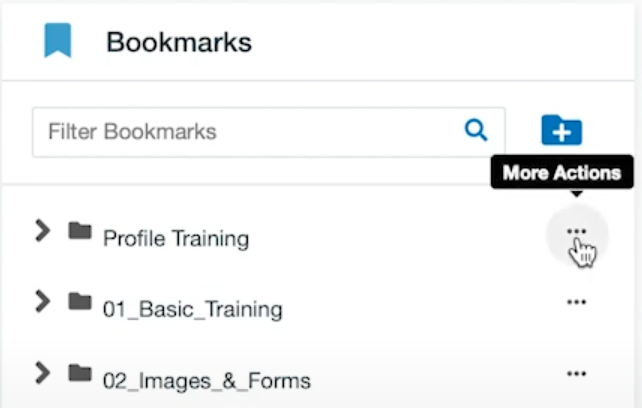 Bookmarks
Filter Bookmarks
More Actions
Profile Training
01_Basic_Training
02_Images_&_Forms